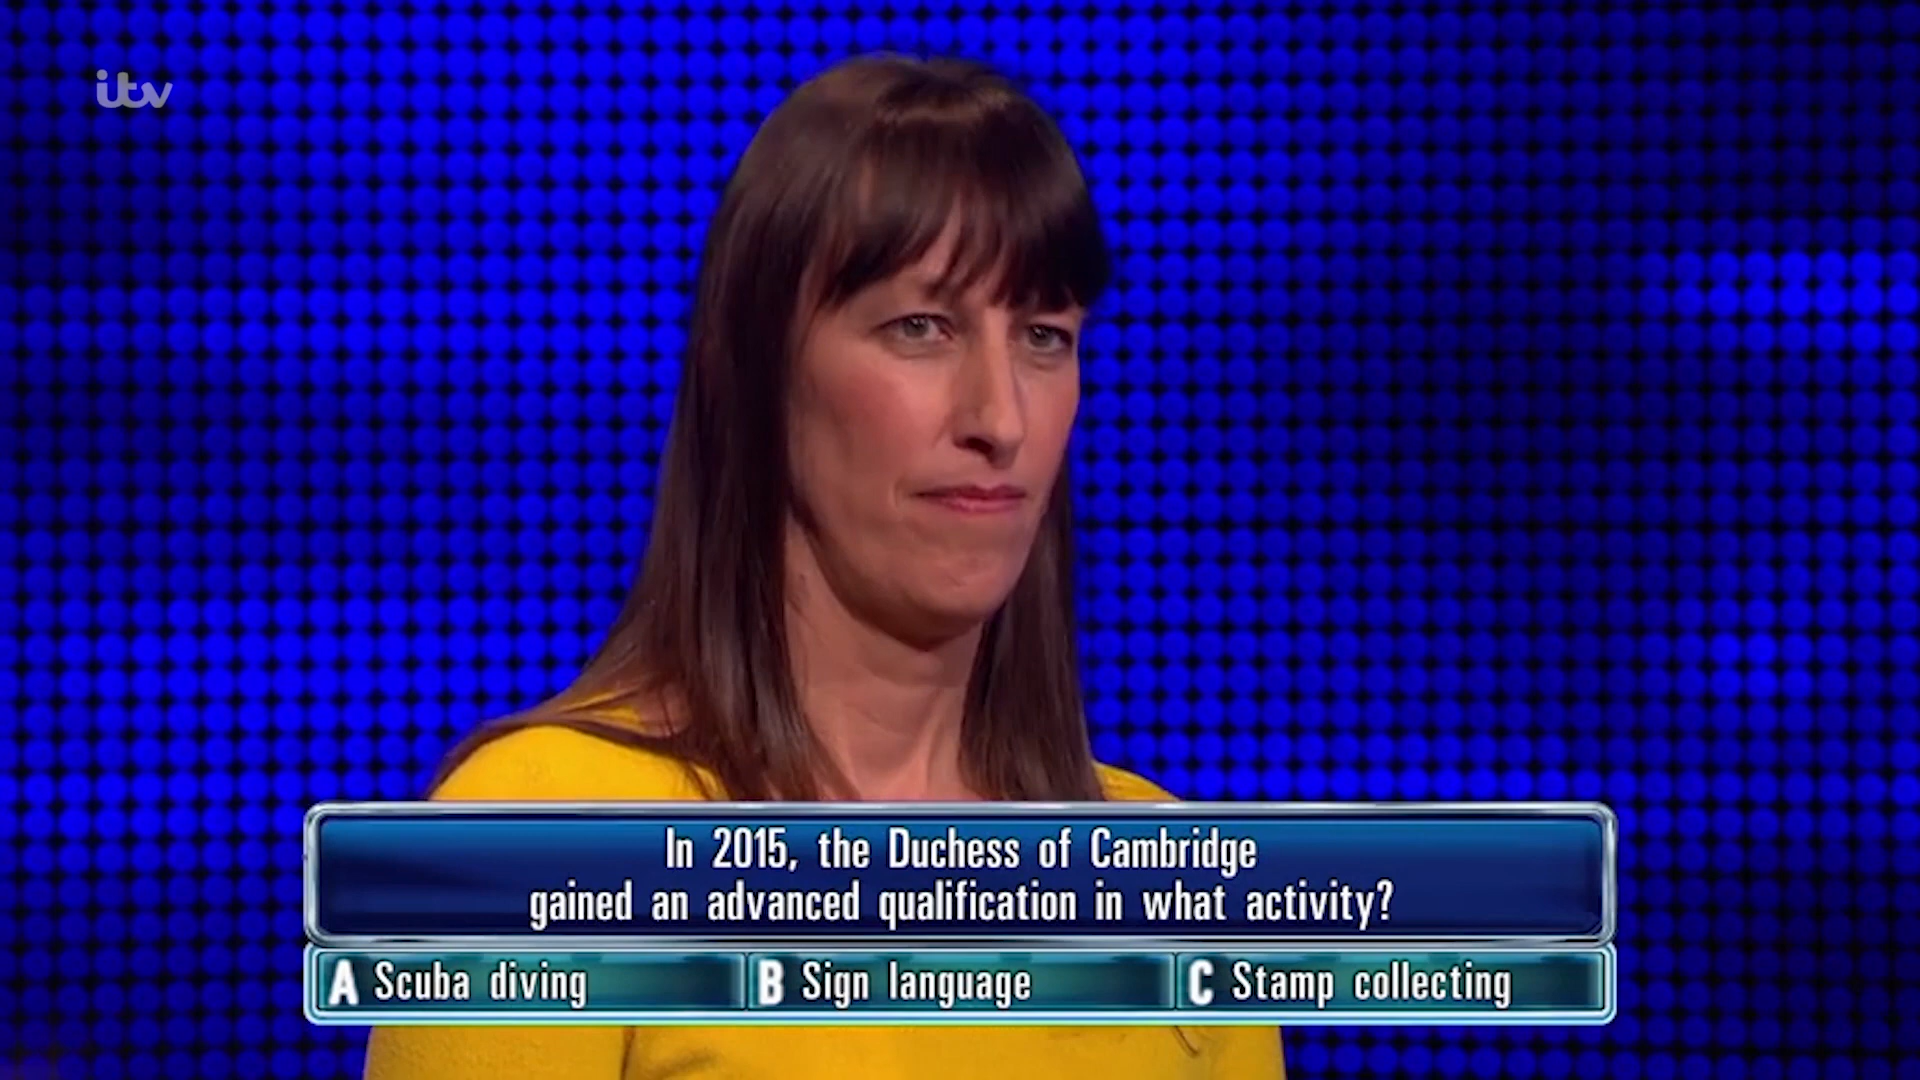 itv
In 2015, the Duchess of Cambridge
gained an advanced qualification in what activity?
A Scuba diving
B Sign language
C Stamp collecting